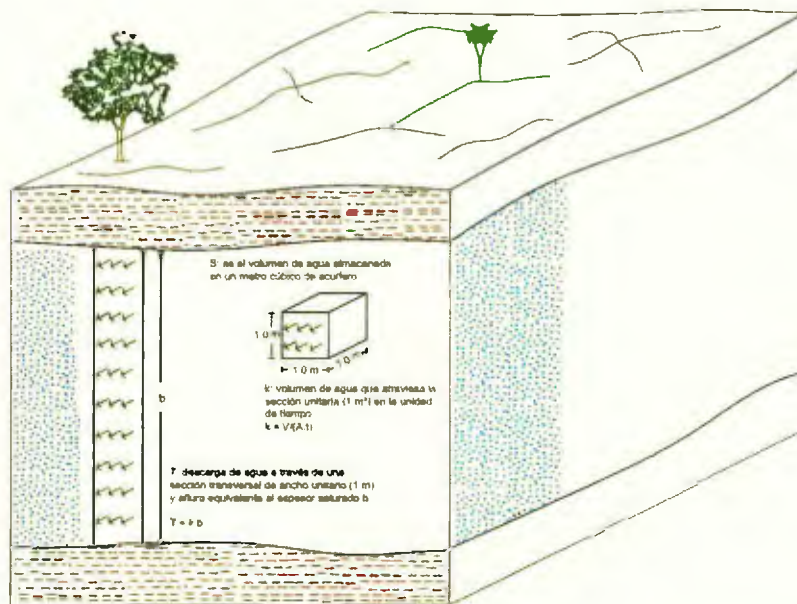 S: es el volumen de agua almacenada
en un metro cúbico de acuífero
1.0 m
1.0 m
1.0 m
b
k: volumen de agua que atraviesa la
sección unitaria (1 m²) en la unidad
de tiempo
k = V/(A.t)
T: descarga de agua a través de una
sección transversal de ancho unitario (1 m)
y altura equivalente al espesor saturado b
T = k b